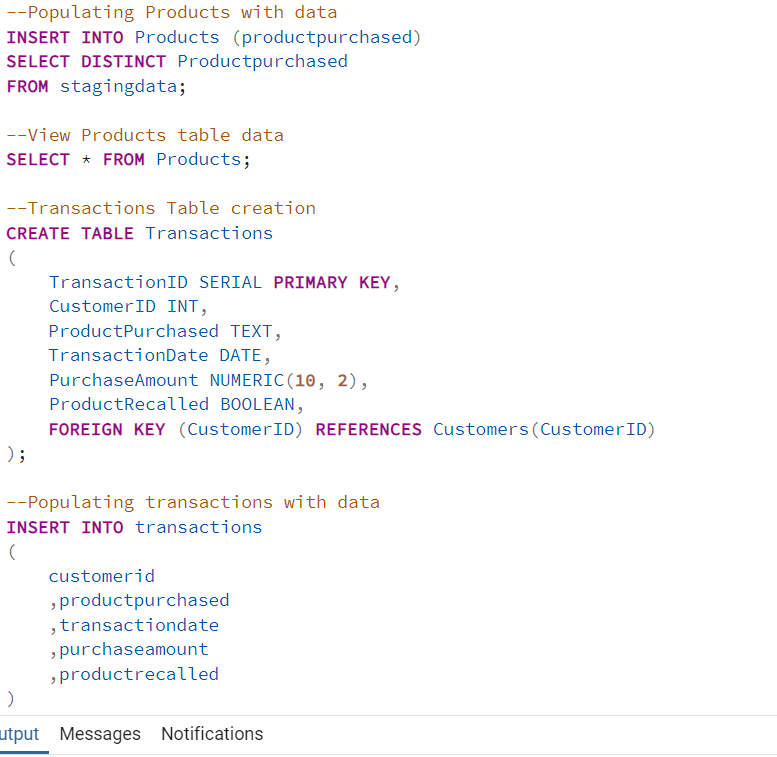 --Populating Products with data
INSERT INTO Products (productpurchased)
SELECT DISTINCT Productpurchased
FROM stagingdata;
--View Products table data
SELECT * FROM Products;
--Transactions Table creation
CREATE TABLE Transactions
(
    TransactionID SERIAL PRIMARY KEY,
    CustomerID INT,
    ProductPurchased TEXT,
    TransactionDate DATE,
    PurchaseAmount NUMERIC(10, 2),
    ProductRecalled BOOLEAN,
    FOREIGN KEY (CustomerID) REFERENCES Customers(CustomerID)
);
--Populating transactions with data
INSERT INTO transactions
(
    customerid
    ,productpurchased
    ,transactiondate
    ,purchaseamount
    ,productrecalled
)
utput Messages Notifications